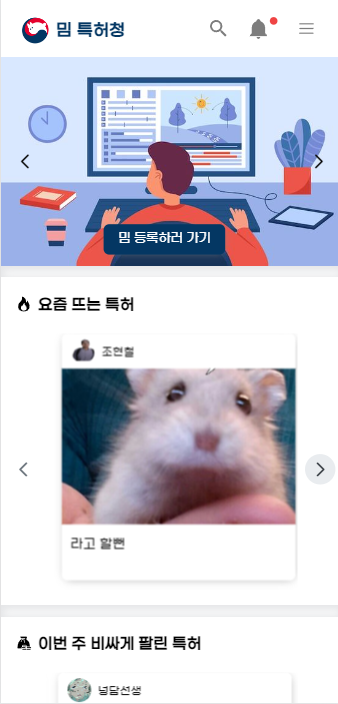 밈 특허청
밈 등록하러 가기
요즘 뜨는 특허
조현철
라고 할뻔
이번 주 비싸게 팔린 특허
넝담선생